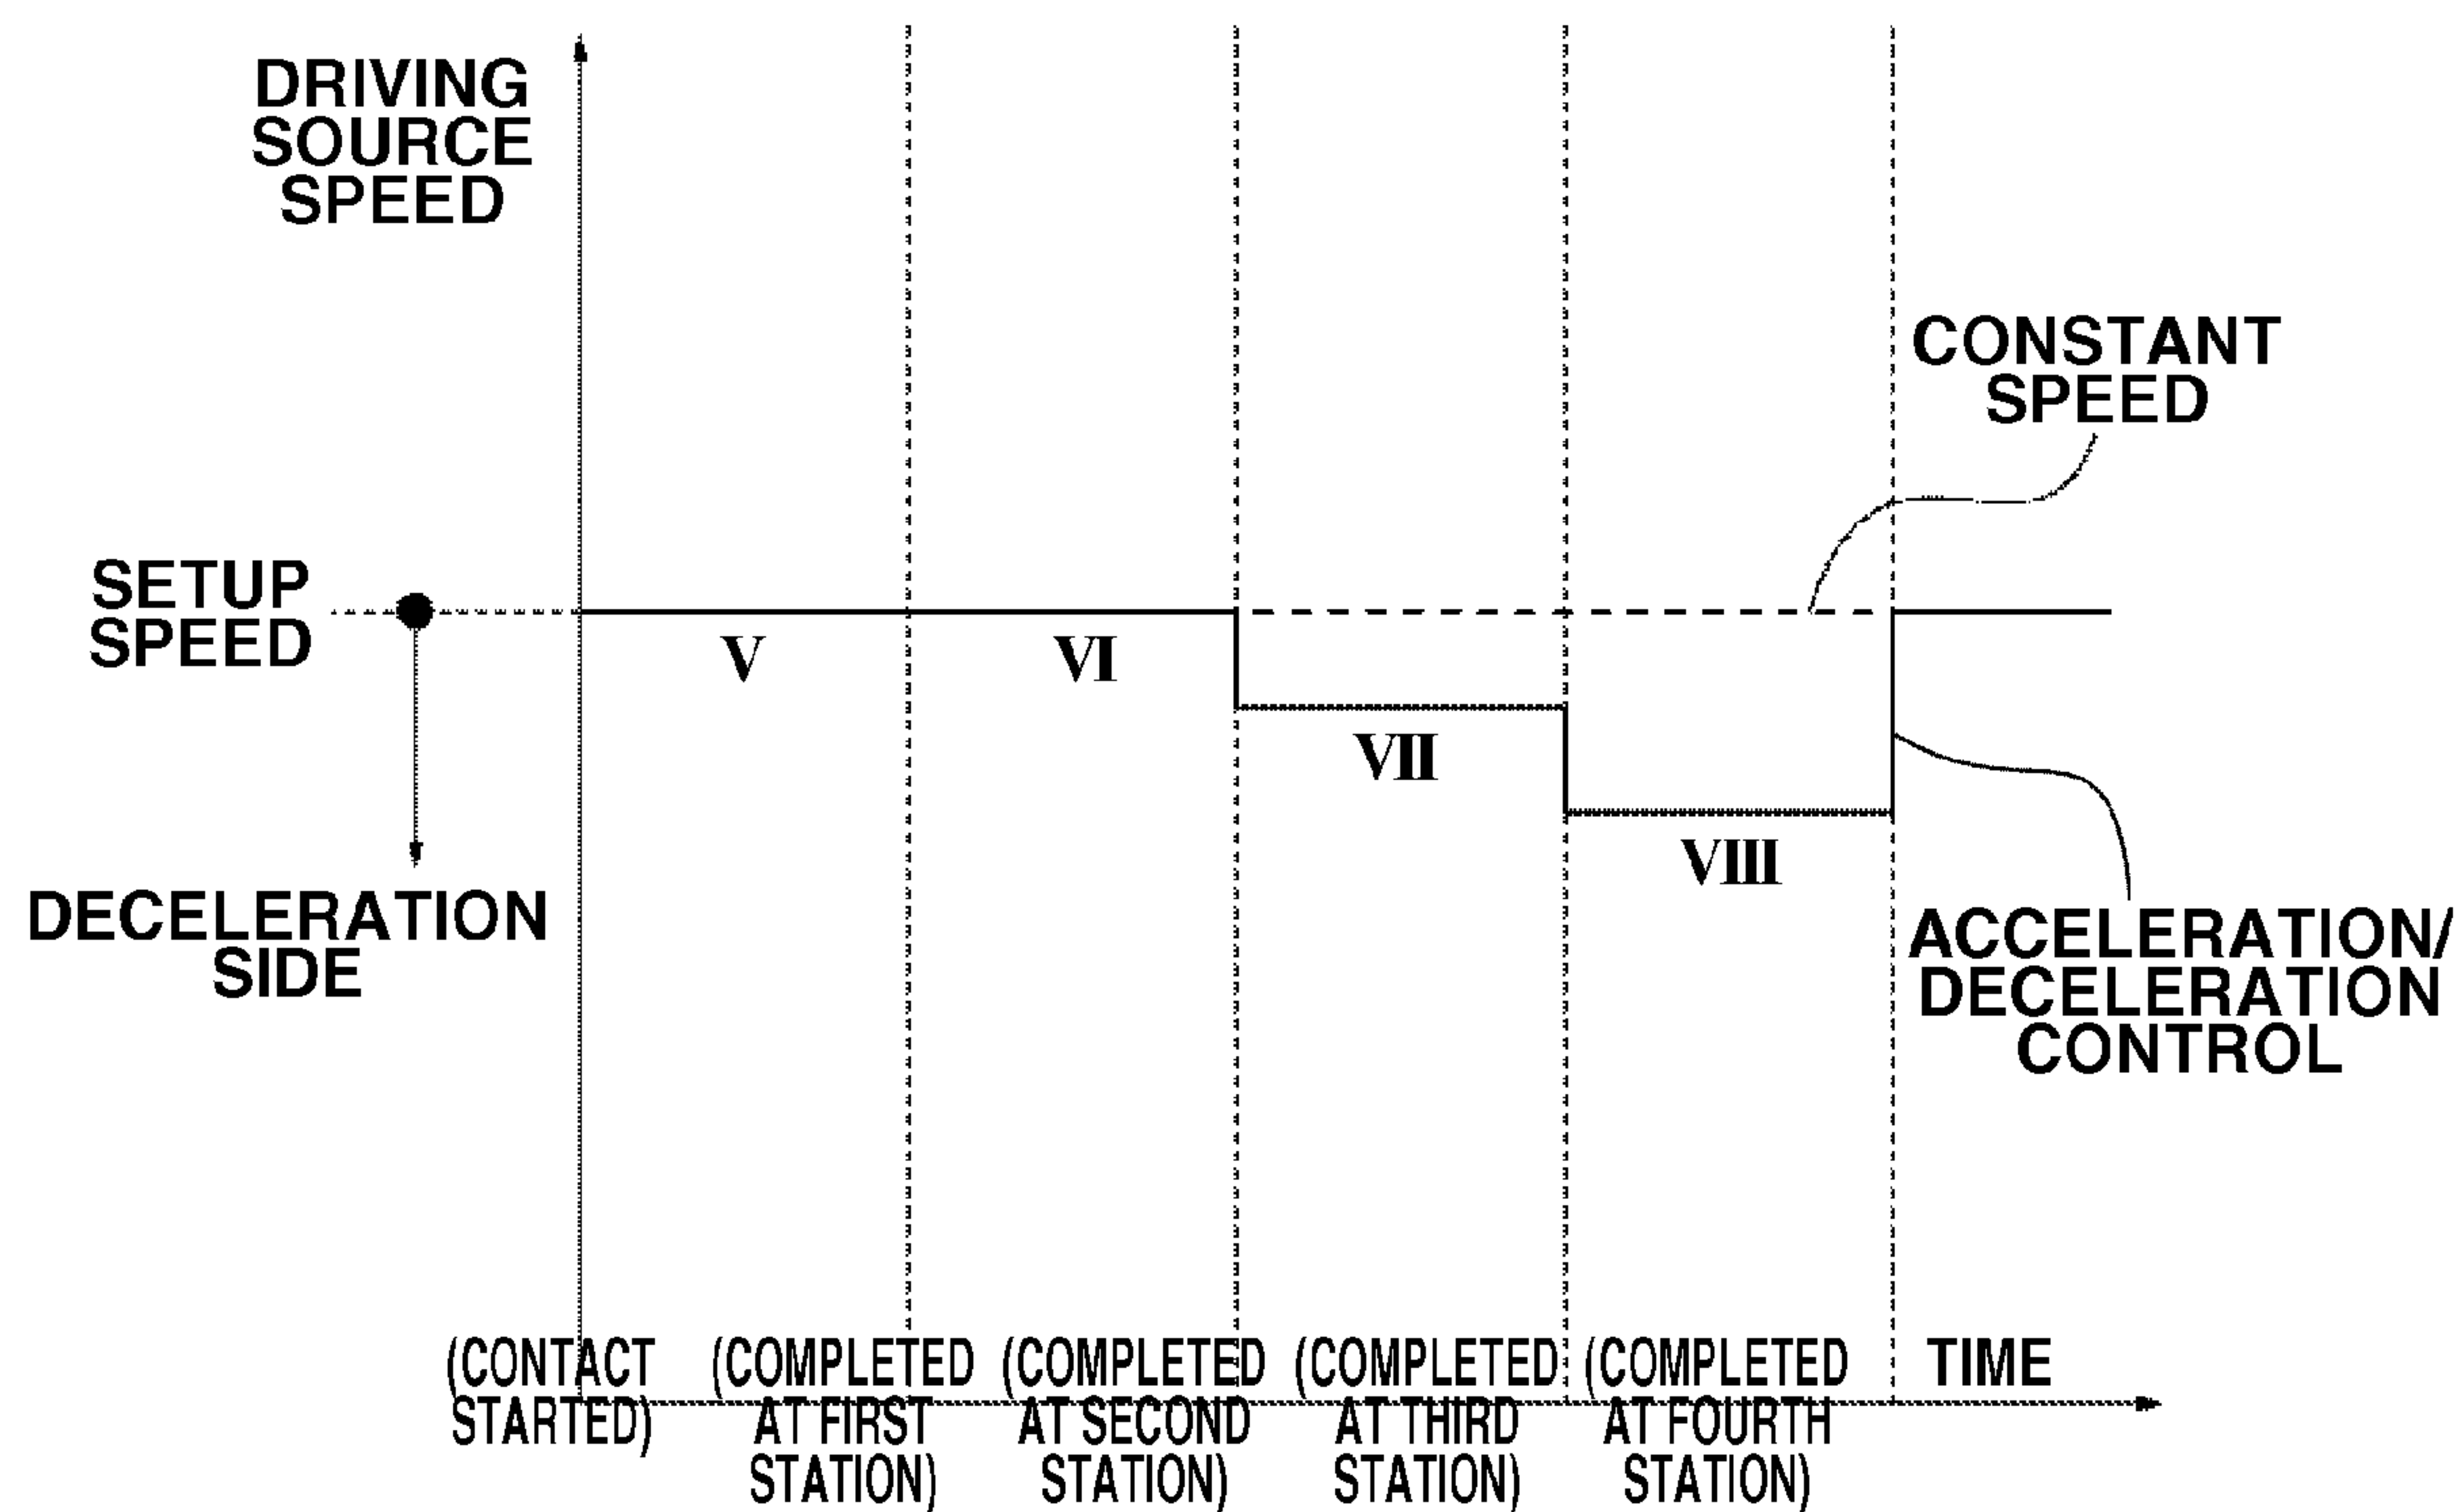 DRIVING
SOURCE
SPEED
CONSTANT
SPEED
SETUP
SPEED
V
VI
VII
VIII
DECELERATION
SIDE
ACCELERATION/
DECELERATION
CONTROL
(CONTACT
STARTED)
(COMPLETED
AT FIRST
STATION)
(COMPLETED
AT SECOND
STATION)
(COMPLETED
AT THIRD
STATION)
(COMPLETED
AT FOURTH
STATION)
TIME